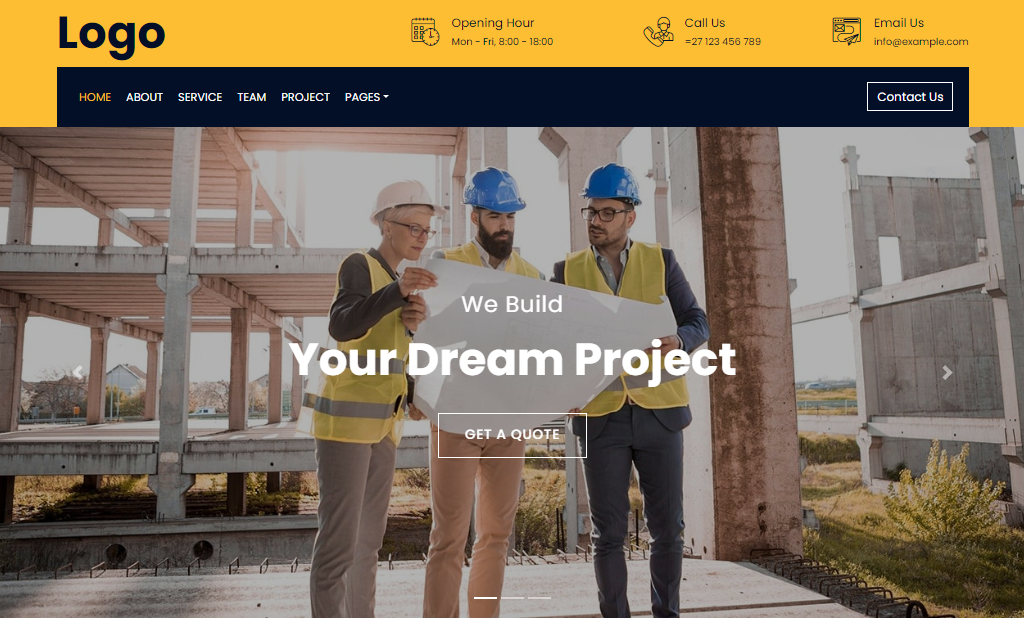 Logo
Opening Hour
Mon - Fri, 8:00 - 18:00
Call Us
=27 123 456 789
Email Us
info@example.com
HOME ABOUT SERVICE TEAM PROJECT PAGES
Contact Us
We Build
Your Dream Project
GET A QUOTE